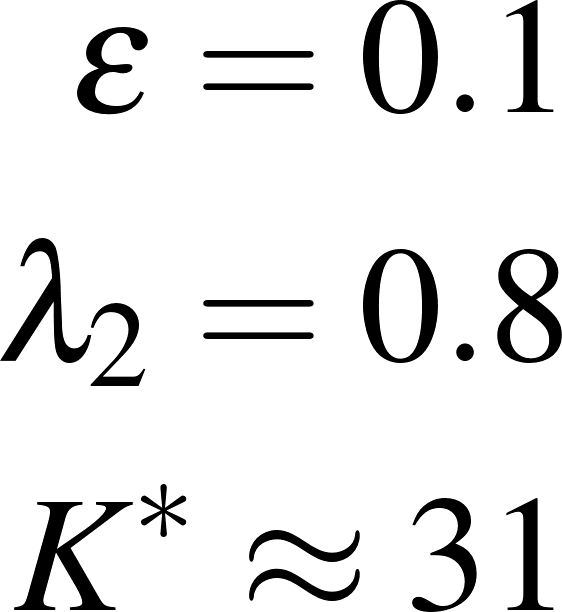 ε = 0.1
λ₂ = 0.8
K* ≈ 31